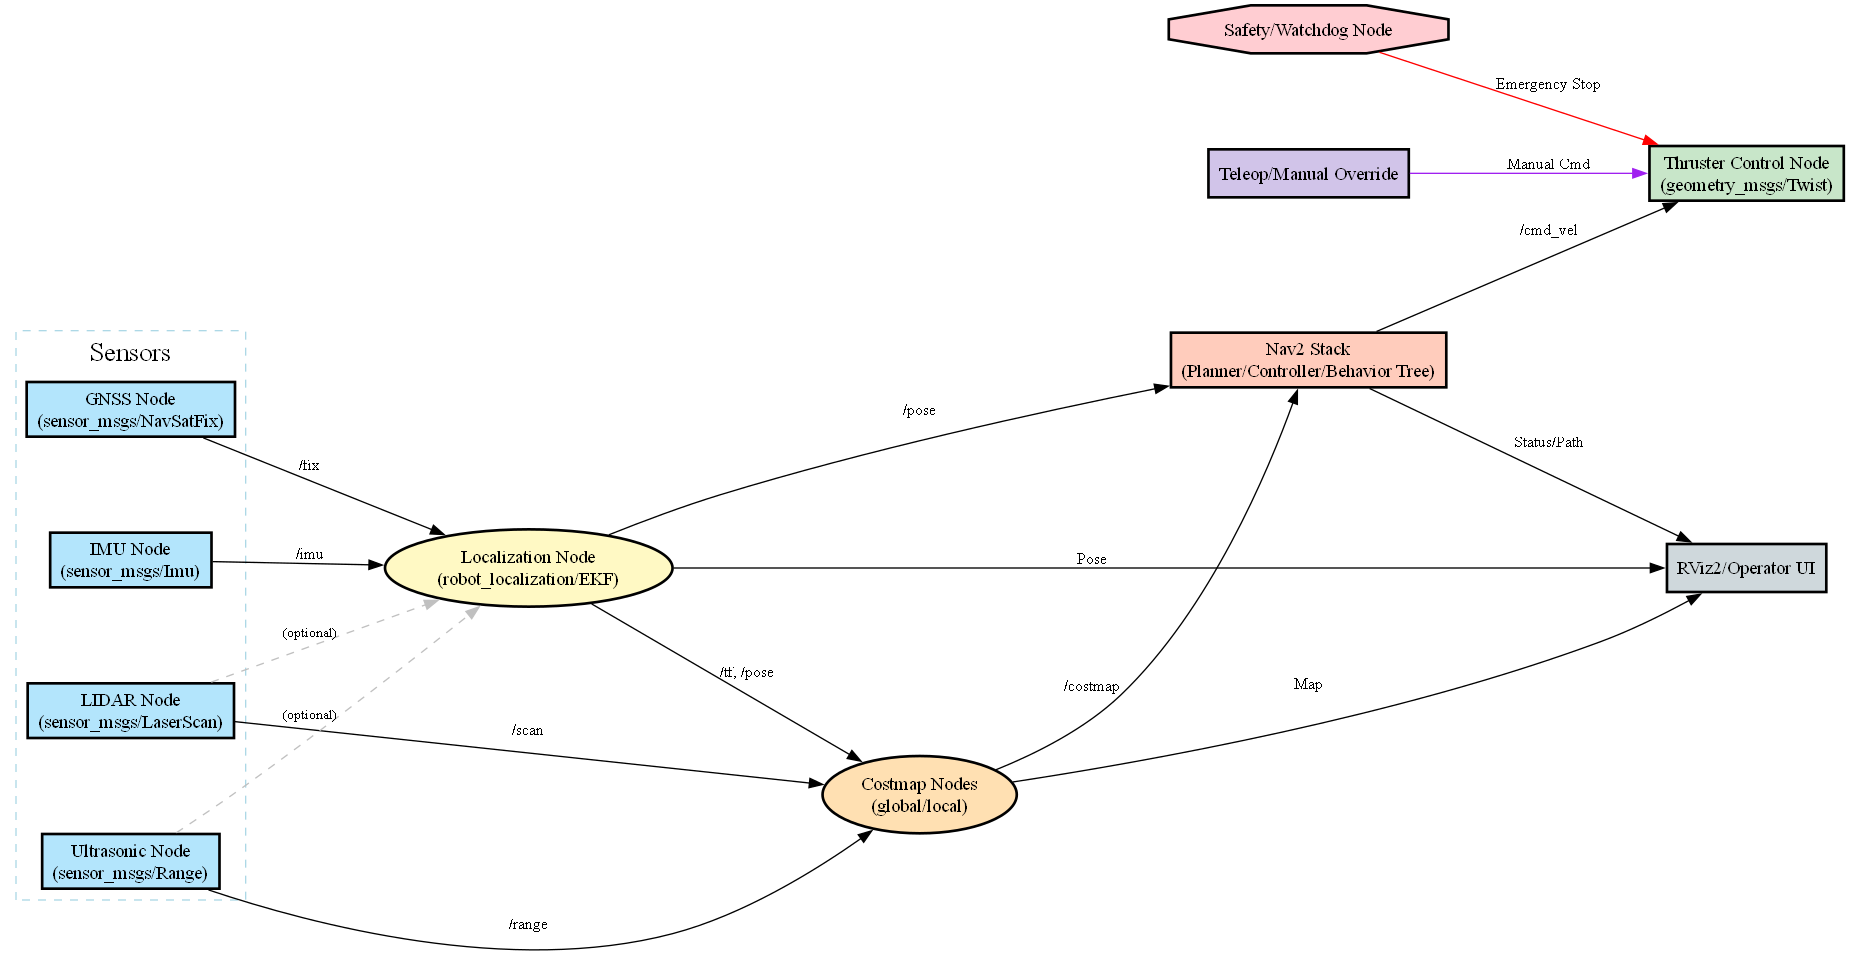 Safety/Watchdog Node
Emergency Stop
Teleop/Manual Override
Manual Cmd
Thruster Control Node
(geometry_msgs/Twist)
/cmd_vel
Nav2 Stack
(Planner/Controller/Behavior Tree)
Status/Path
Sensors
GNSS Node
(sensor_msgs/NavSatFix)
/fix
/pose
IMU Node
(sensor_msgs/Imu)
/imu
Localization Node
(robot_localization/EKF)
Pose
RViz2/Operator UI
(optional)
LIDAR Node
(sensor_msgs/LaserScan)
(optional)
/scan
/tf, /pose
/costmap
Map
Costmap Nodes
(global/local)
Ultrasonic Node
(sensor_msgs/Range)
/range